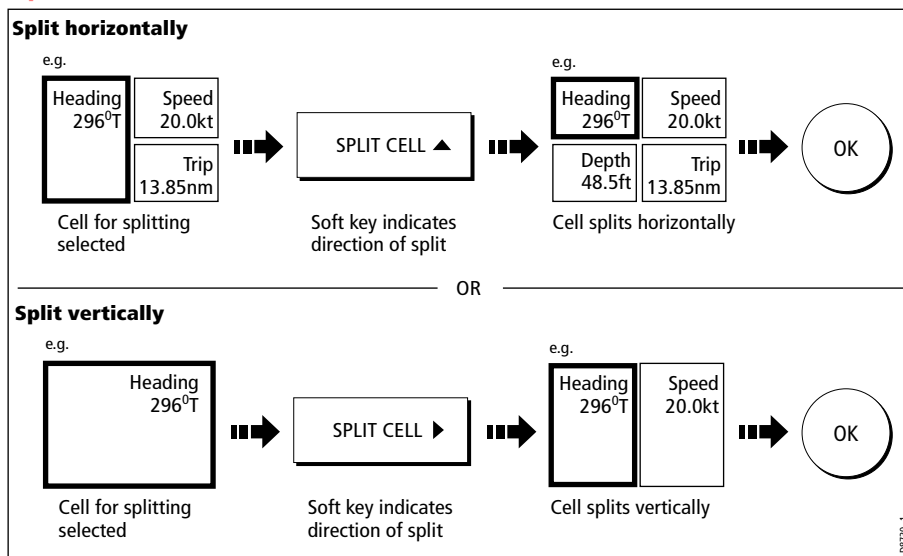 Split horizontally
e.g.
Heading
296⁰T
Speed
20.0kt
Trip
13.85nm
Cell for splitting
selected
SPLIT CELL ▲
Soft key indicates
direction of split
e.g.
Heading
296⁰T
Speed
20.0kt
Depth
48.5ft
Trip
13.85nm
Cell splits horizontally
OK
OR
Split vertically
e.g.
Heading
296⁰T
Cell for splitting
selected
SPLIT CELL ▶
Soft key indicates
direction of split
e.g.
Heading
296⁰T
Speed
20.0kt
Cell splits vertically
OK